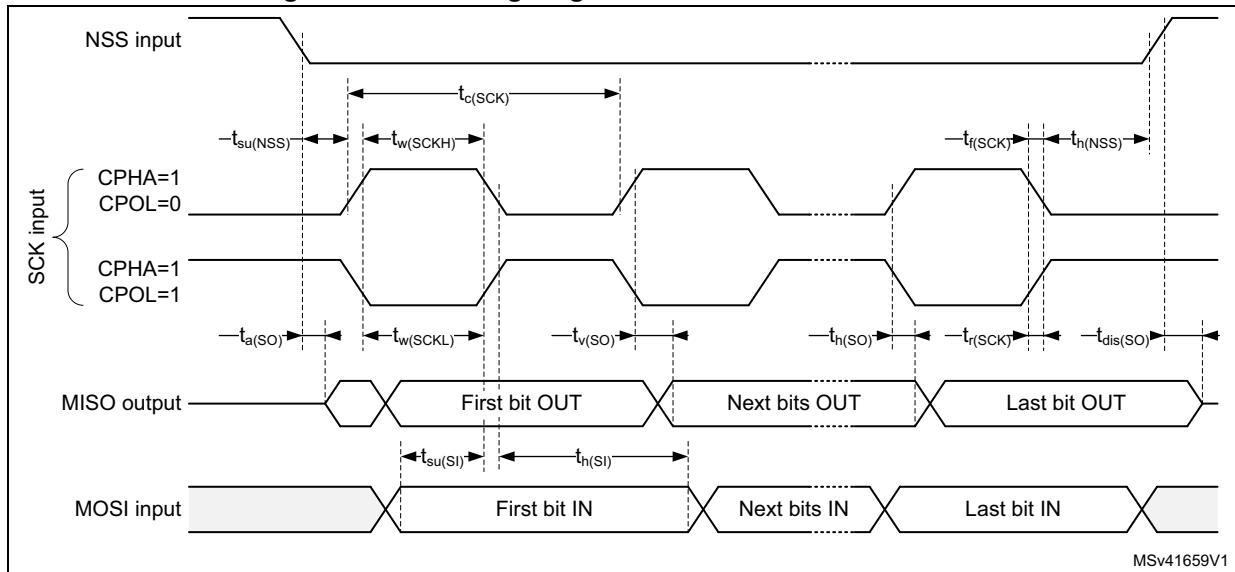 NSS input
tc(SCK)
tsu(NSS)
tw(SCKH)
tf(SCK)
th(NSS)
SCK input
CPHA=1
CPOL=0
CPHA=1
CPOL=1
ta(SO)
tw(SCKL)
tv(SO)
th(SO)
tr(SCK)
tdis(SO)
MISO output
First bit OUT
Next bits OUT
Last bit OUT
tsu(SI)
th(SI)
MOSI input
First bit IN
Next bits IN
Last bit IN
MSv41659V1